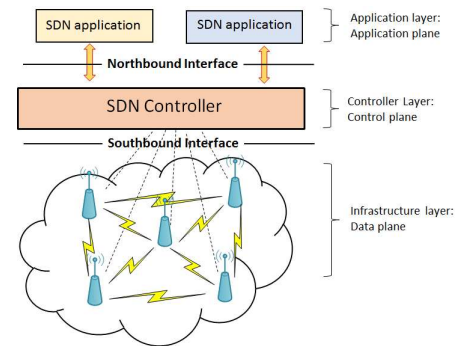 SDN application
SDN application
Application layer:
Application plane
Northbound Interface
SDN Controller
Controller Layer:
Control plane
Southbound Interface
Infrastructure layer:
Data plane